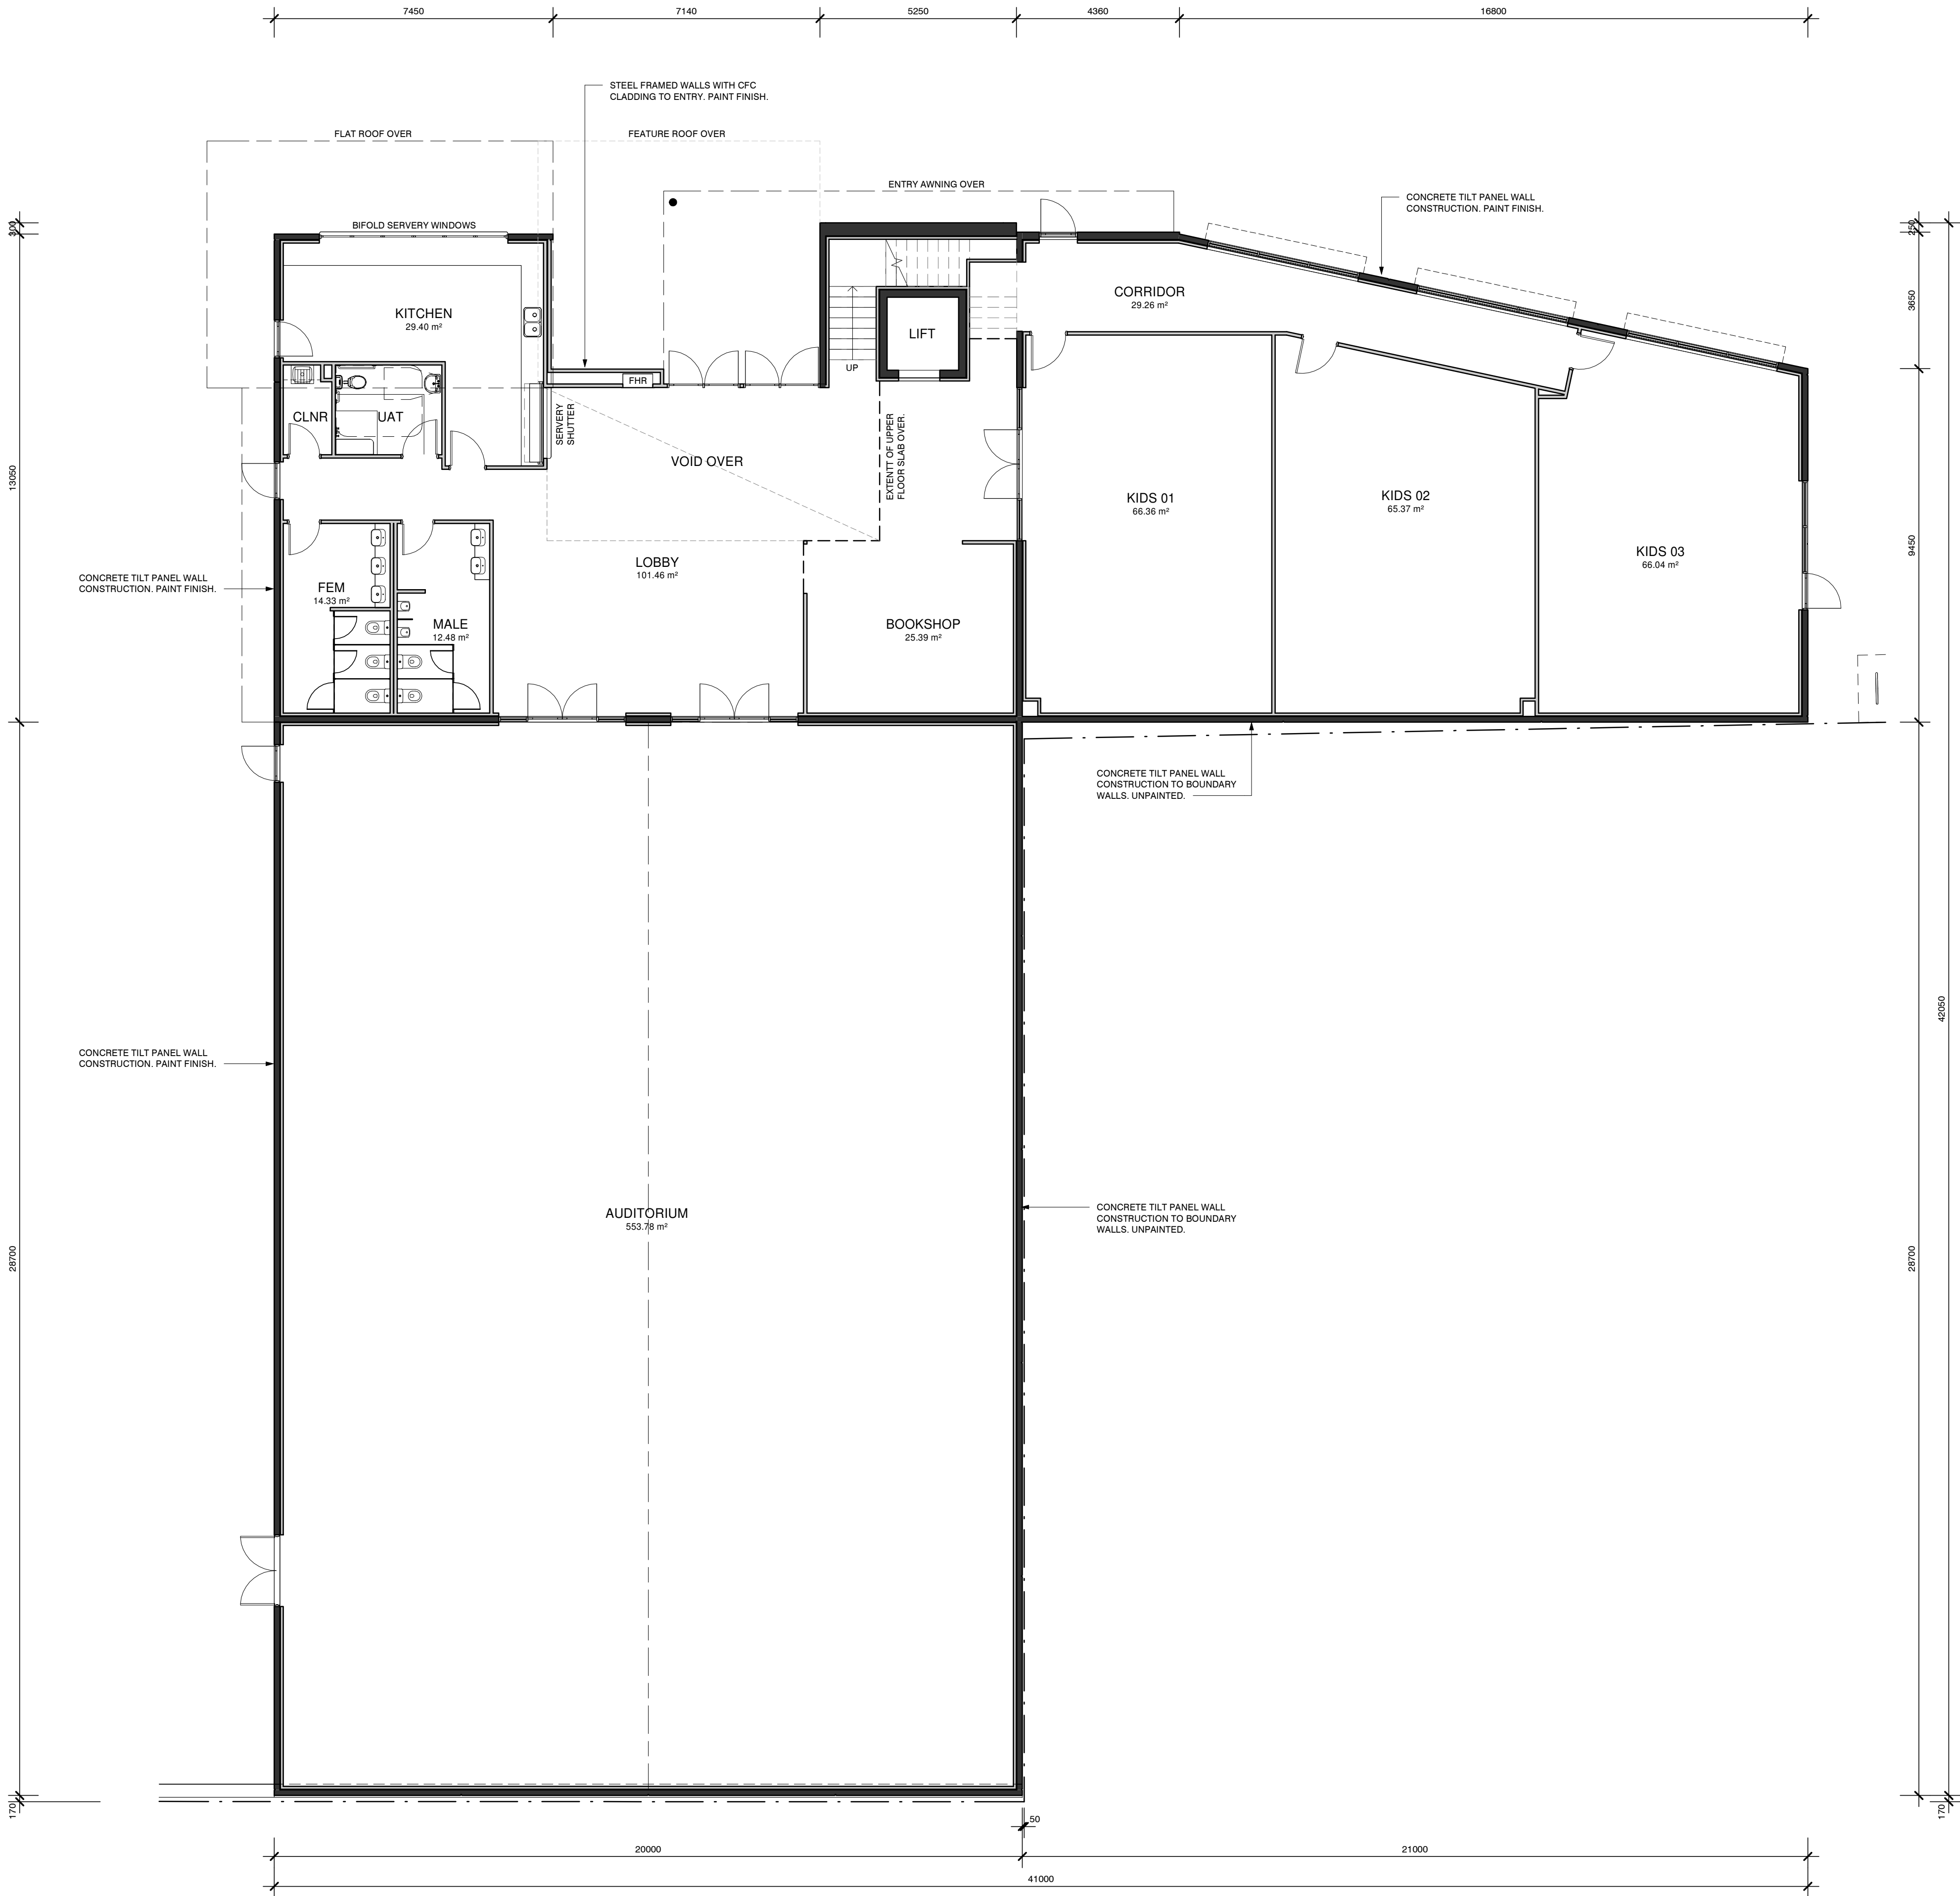 7450
7140
5250
4360
16800
STEEL FRAMED WALLS WITH CFC
CLADDING TO ENTRY. PAINT FINISH.
FLAT ROOF OVER
FEATURE ROOF OVER
ENTRY AWNING OVER
CONCRETE TILT PANEL WALL
CONSTRUCTION. PAINT FINISH.
300
BIFOLD SERVERY WINDOWS
250
CORRIDOR
29.26 m²
3650
KITCHEN
29.40 m²
LIFT
UP
FHR
CLNR
UAT
SERVERY
SHUTTER
EXTENTT OF UPPER
FLOOR SLAB OVER.
VOID OVER
13050
KIDS 01
66.36 m²
KIDS 02
65.37 m²
KIDS 03
66.04 m²
9450
LOBBY
101.46 m²
CONCRETE TILT PANEL WALL
CONSTRUCTION. PAINT FINISH.
FEM
14.33 m²
MALE
12.48 m²
BOOKSHOP
25.39 m²
CONCRETE TILT PANEL WALL
CONSTRUCTION TO BOUNDARY
WALLS. UNPAINTED.
42050
CONCRETE TILT PANEL WALL
CONSTRUCTION. PAINT FINISH.
AUDITORIUM
553.78 m²
CONCRETE TILT PANEL WALL
CONSTRUCTION TO BOUNDARY
WALLS. UNPAINTED.
28700
28700
170
170
50
20000
21000
41000